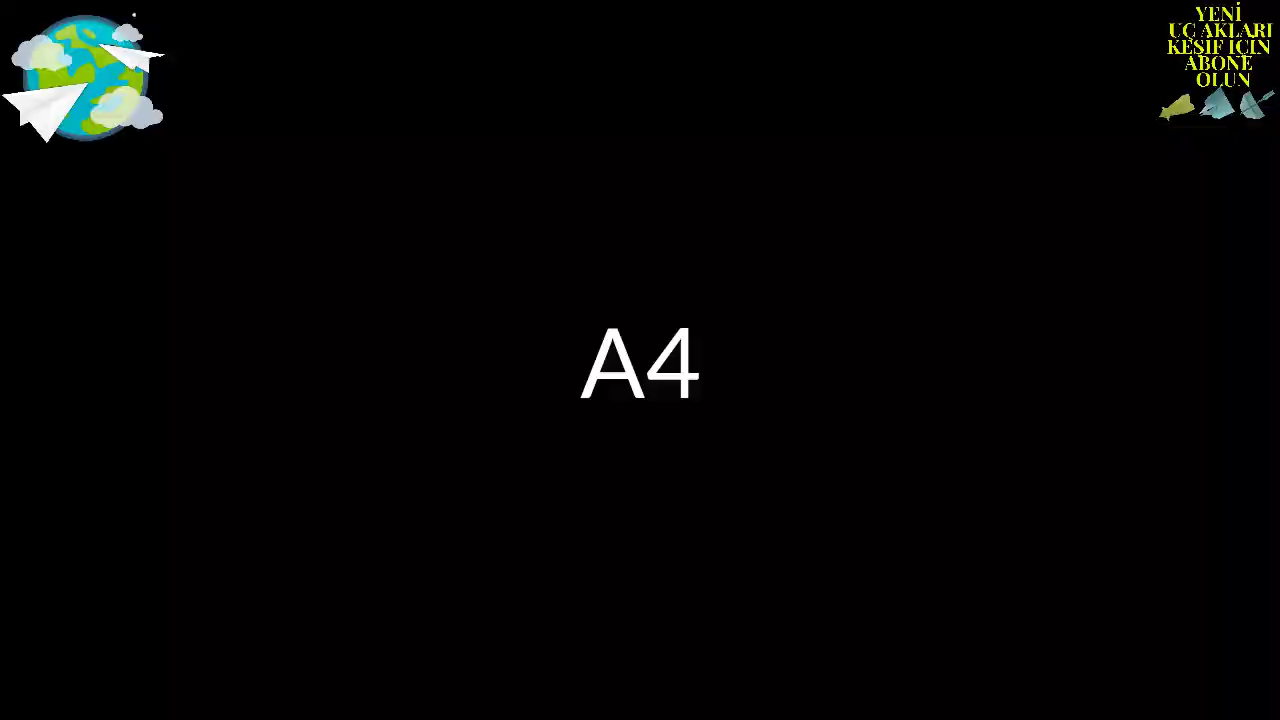 YENİ
UÇAKLARI
KEŞİF İÇİN
ABONE
OLUN
A4